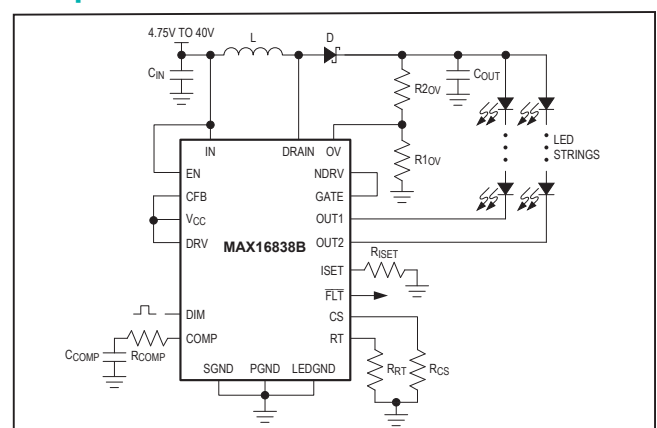 4.75V TO 40V
L
D
CIN
R2OV
COUT
R1OV
LED
STRINGS
IN
DRAIN
OV
EN
CFB
VCC
DRV
MAX16838B
NDRV
GATE
OUT1
OUT2
ISET
RISET
FLT
CS
DIM
COMP
RT
CCOMP
RCOMP
SGND
PGND
LEDGND
RRT
RCS